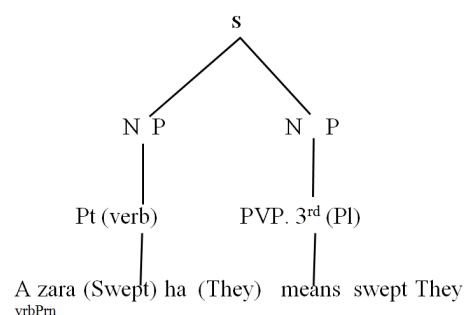 s
N P N P
Pt (verb) PVP. 3rd (Pl)
A zara (Swept) ha (They) means swept They
vrbPrn